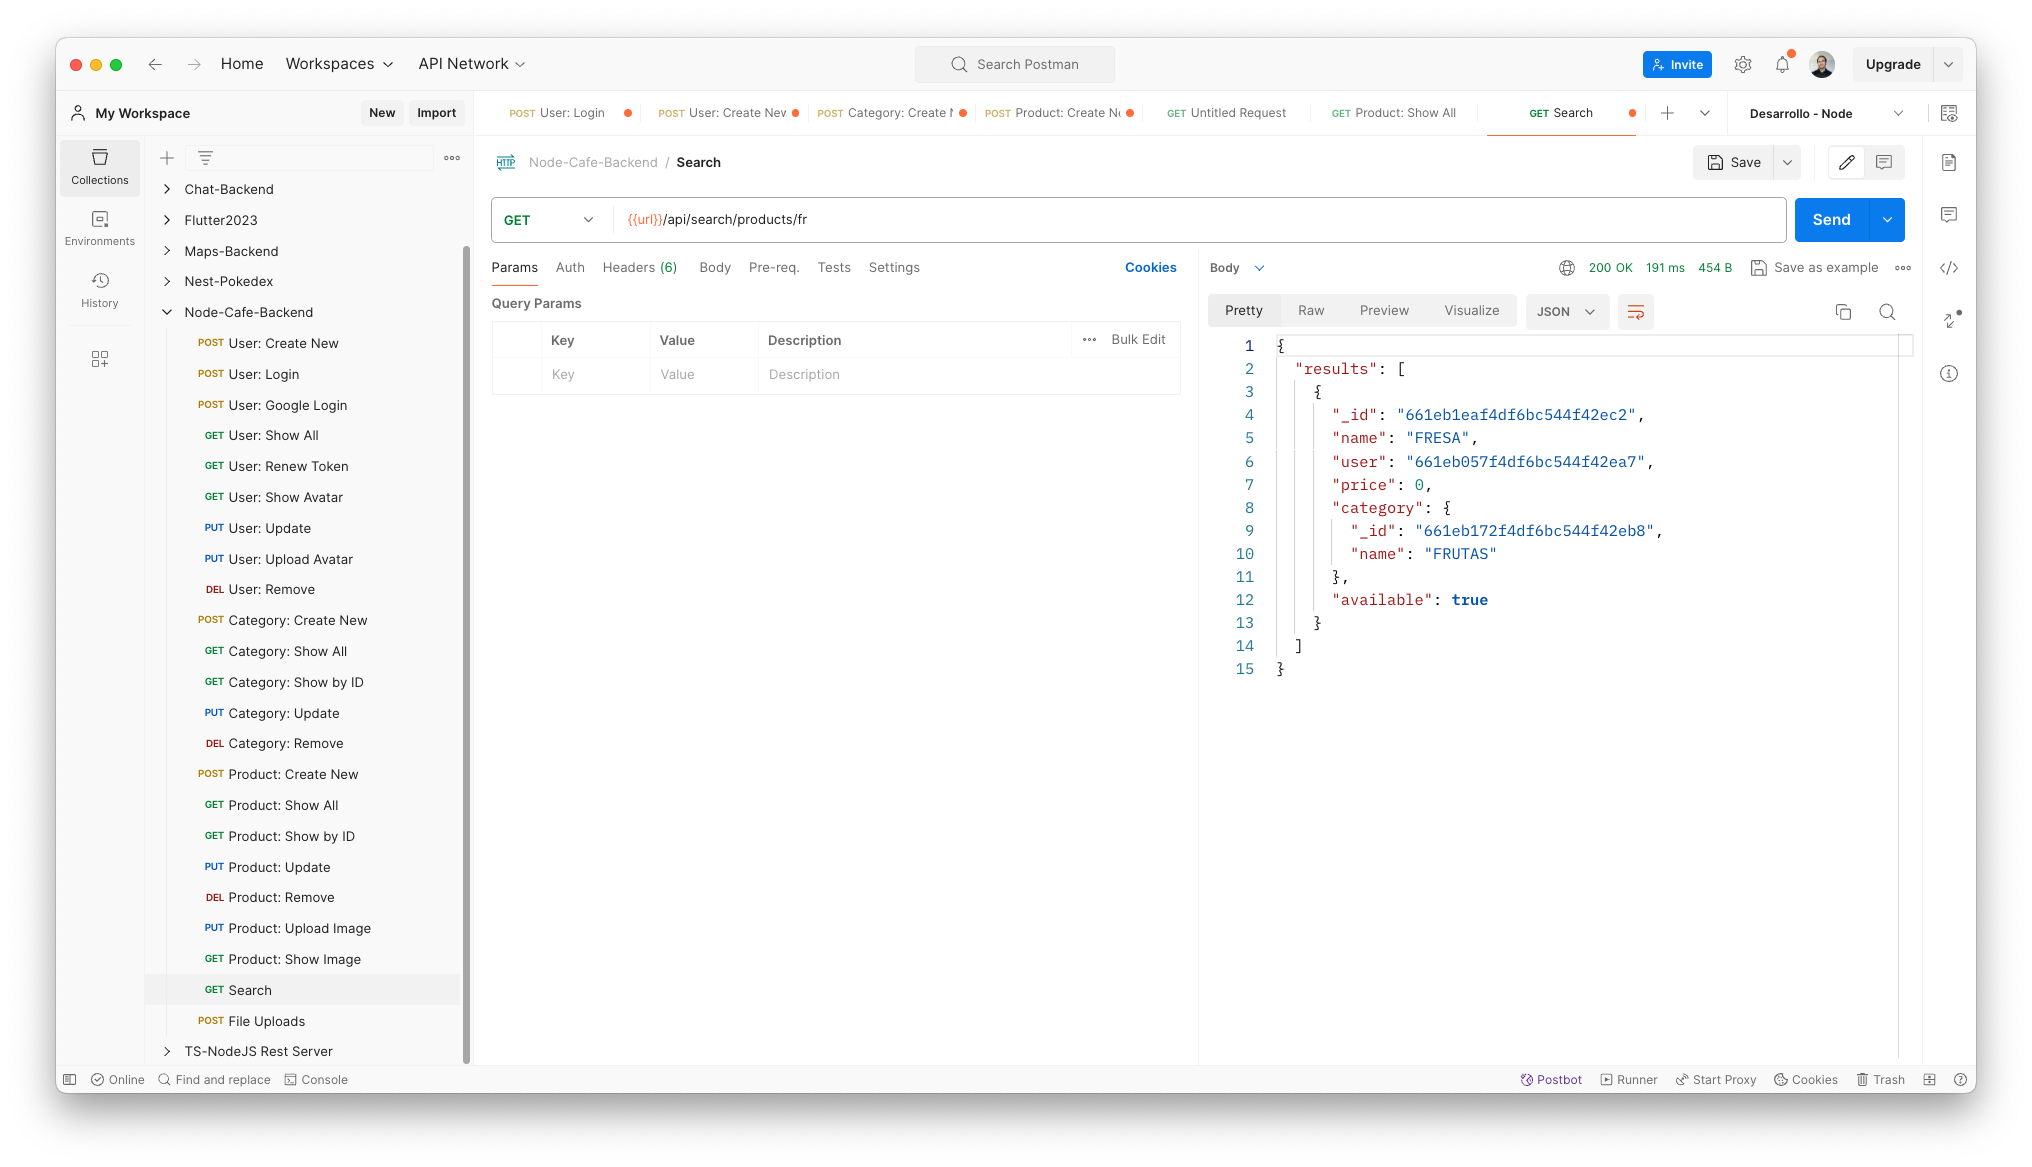 Home Workspaces API Network Search Postman Invite Upgrade
My Workspace New Import
POST User: Login POST User: Create Nev POST Category: Create POST Product: Create N GET Untitled Request GET Product: Show All GET Search Desarrollo - Node
Collections
Environments
History
Chat-Backend
Flutter2023
Maps-Backend
Nest-Pokedex
Node-Cafe-Backend
POST User: Create New
POST User: Login
POST User: Google Login
GET User: Show All
GET User: Renew Token
GET User: Show Avatar
PUT User: Update
PUT User: Upload Avatar
DEL User: Remove
POST Category: Create New
GET Category: Show All
GET Category: Show by ID
PUT Category: Update
DEL Category: Remove
POST Product: Create New
GET Product: Show All
GET Product: Show by ID
PUT Product: Update
DEL Product: Remove
PUT Product: Upload Image
GET Product: Show Image
GET Search
POST File Uploads
TS-NodeJS Rest Server
HTTP Node-Cafe-Backend / Search Save
GET {{url}}/api/search/products/fr Send
Params Auth Headers (6) Body Pre-req. Tests Settings Cookies
Query Params
Key Value Description Bulk Edit
Key Value Description
Body 200 OK 191 ms 454 B Save as example
Pretty Raw Preview Visualize JSON
1 {
2 "results": [
3 {
4 "_id": "661eb1eaf4df6bc544f42ec2",
5 "name": "FRESA",
6 "user": "661eb057f4df6bc544f42ea7",
7 "price": 0,
8 "category": {
9 "_id": "661eb172f4df6bc544f42eb8",
10 "name": "FRUTAS"
11 },
12 "available": true
13 }
14 ]
15 }
Online Find and replace Console Postbot Runner Start Proxy Cookies Trash